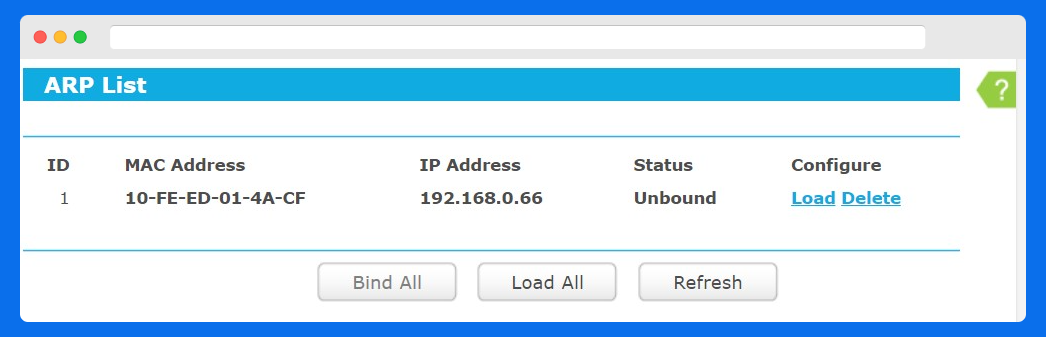 ARP List
?
ID MAC Address IP Address Status Configure
1 10-FE-ED-01-4A-CF 192.168.0.66 Unbound Load Delete
Bind All Load All Refresh